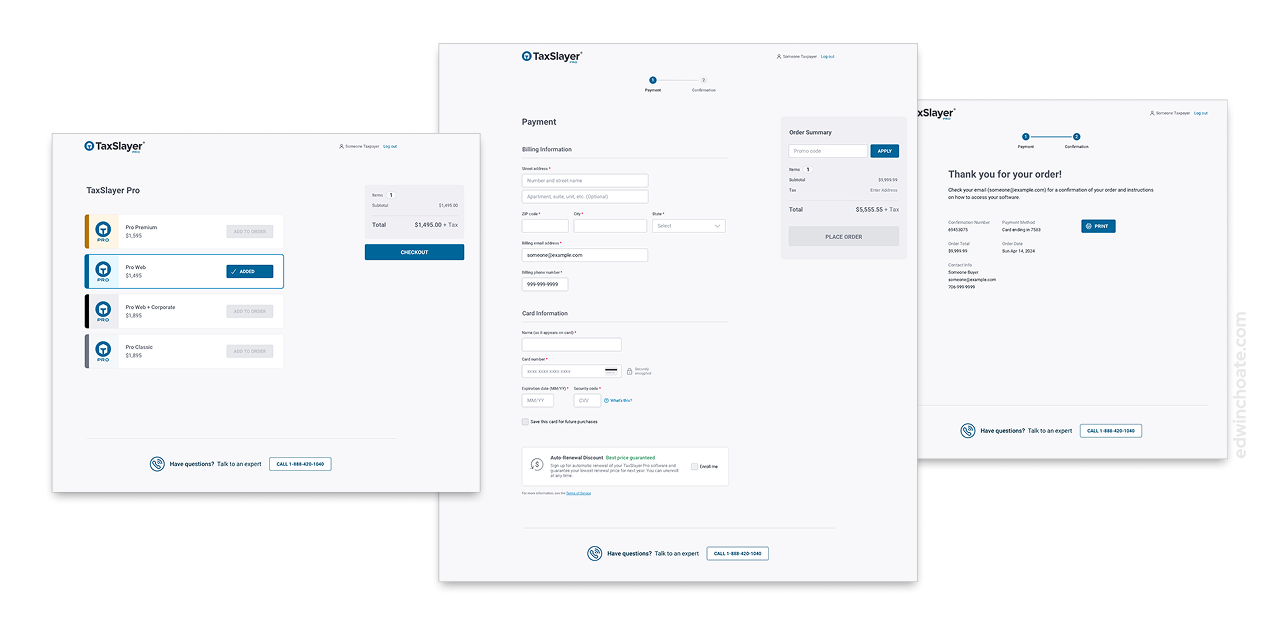 TaxSlayer
PRO
Someone Taxpayer Log out
TaxSlayer Pro
PRO
Pro Premium
$1,595
ADD TO ORDER
PRO
Pro Web
$1,495
ADDED
PRO
Pro Web + Corporate
$1,895
ADD TO ORDER
PRO
Pro Classic
$1,895
ADD TO ORDER
Items 1
Subtotal $1,495.00
Total $1,495.00 + Tax
CHECKOUT
Have questions? Talk to an expert CALL 1-888-420-1040
TaxSlayer
PRO
Someone Taxpayer Log out
1 2
Payment Confirmation
Payment
Billing Information
Street address *
Number and street name
Apartment, suite, unit, etc. (Optional)
ZIP code * City * State *
Select
Billing email address *
someone@example.com
Billing phone number *
999-999-9999
Card Information
Name (as it appears on card) *
Card number *
xxxx xxxx xxxx xxxx
Securely
encrypted
Expiration date (MM/YY) * Security code *
MM/YY CVV What's this?
Save this card for future purchases
Auto-Renewal Discount Best price guaranteed
Sign up for automatic renewal of your TaxSlayer Pro software and
guarantee your lowest renewal price for next year. You can unenroll
at any time.
Enroll me
For more information, see the Terms of Service
Order Summary
Promo code APPLY
Items 1
Subtotal $9,999.99
Tax Enter Address
Total $5,555.55 + Tax
PLACE ORDER
Have questions? Talk to an expert CALL 1-888-420-1040
xSlayer
PRO
Someone Taxpayer Log out
1 2
Payment Confirmation
Thank you for your order!
Check your email (someone@example.com) for a confirmation of your order and instructions
on how to access your software.
Confirmation Number Payment Method
69453075 Card ending in 7563
Order Total Order Date
$9,999.99 Sun Apr 14, 2024
Contact Info
Someone Buyer
someone@example.com
706-999-9999
PRINT
Have questions? Talk to an expert CALL 1-888-420-1040
edwinchoate.com